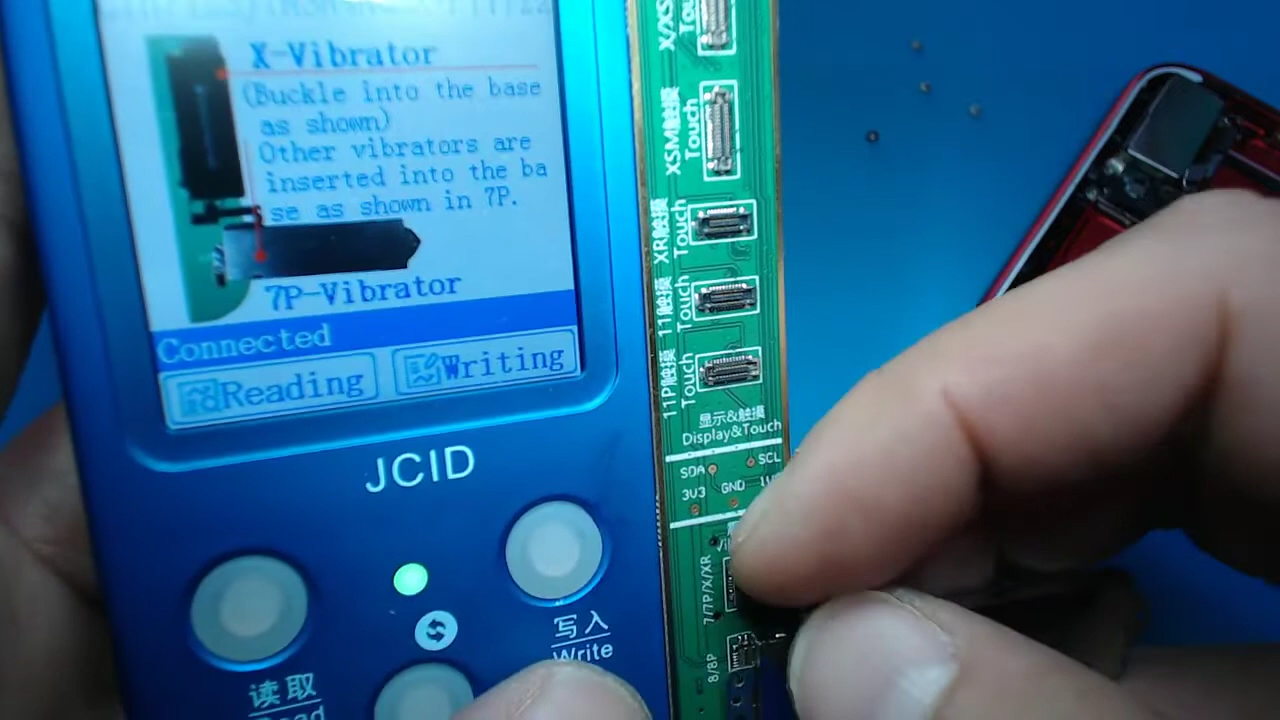 X-Vibrator
(Buckle into the base
as shown)
Other vibrators are
inserted into the ba
se as shown in 7P.
7P-Vibrator
Connected
Reading
Writing
JCID
写入
Write
读取
Read
X/XS
Tou
XSM触摸
Touch
XR触摸
Touch
11触摸
Touch
11P触摸
Touch
显示&触摸
Display&Touch
SDA
SCL
3V3
GND
7/7P/X/XR
8/8P